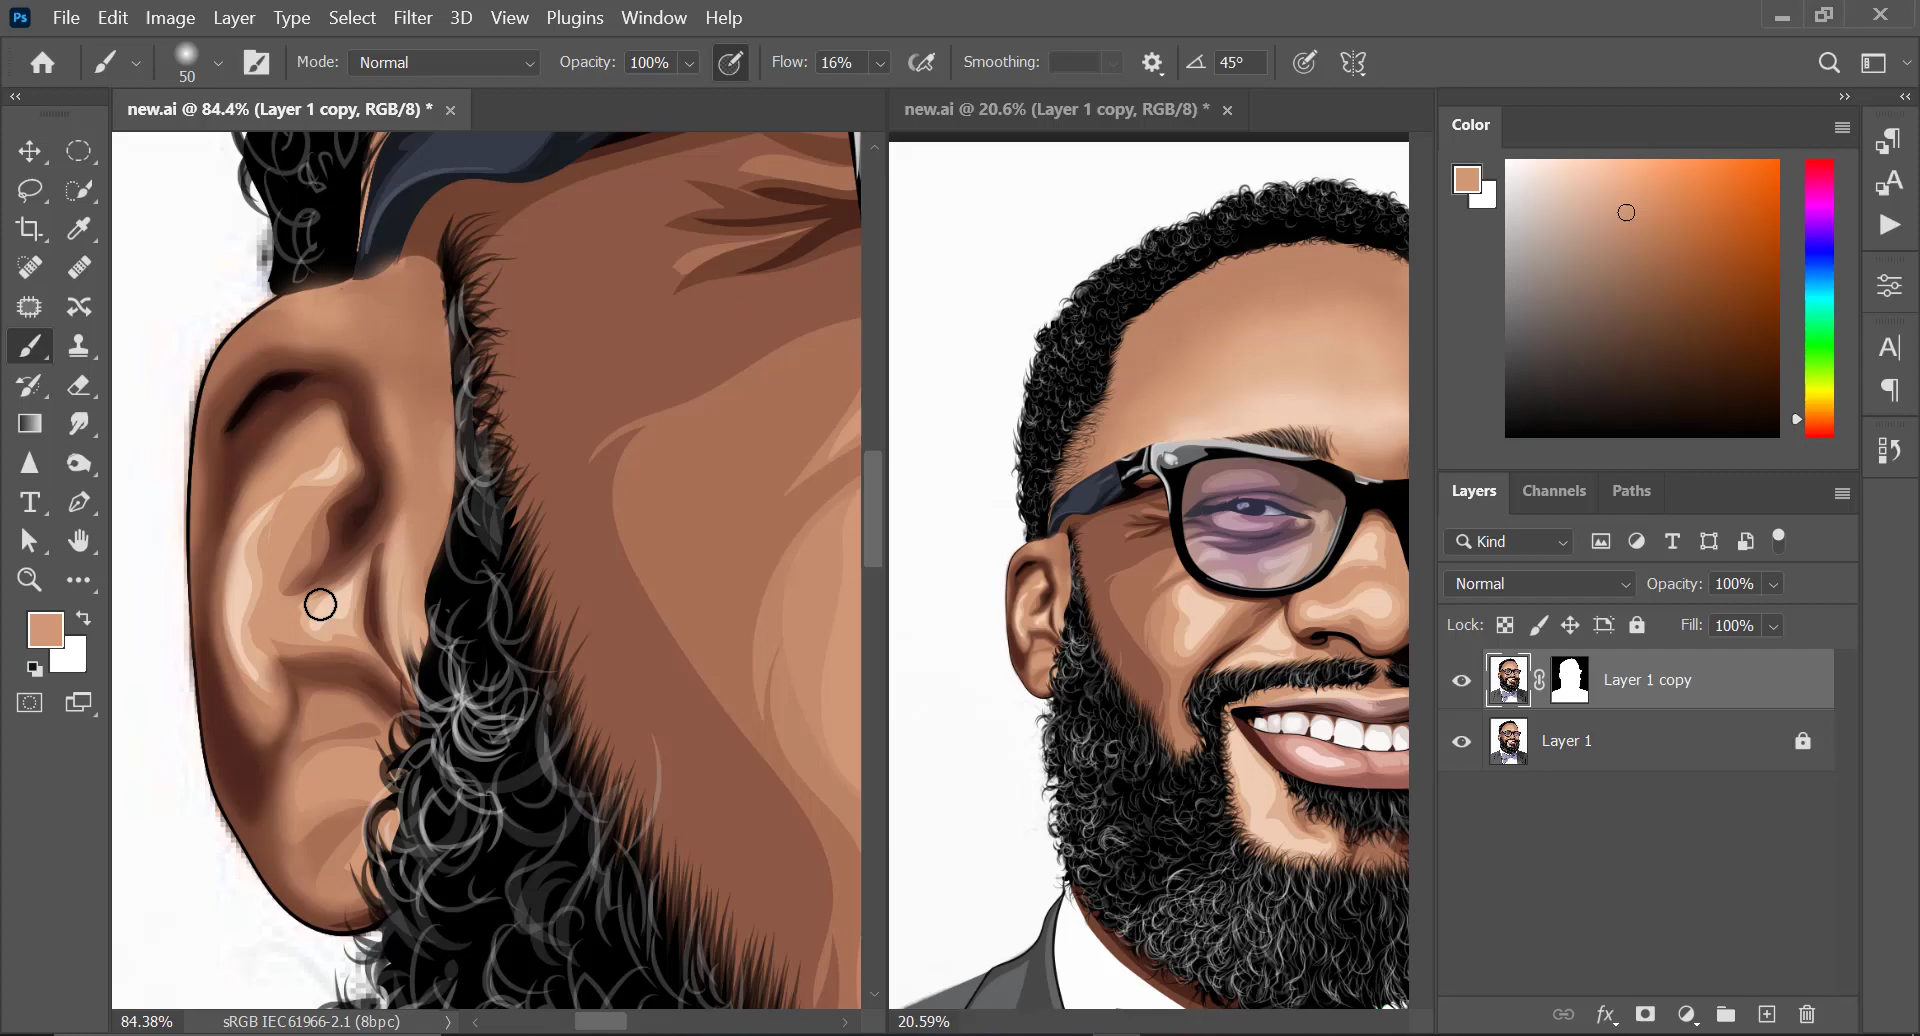 Ps File Edit Image Layer Type Select Filter 3D View Plugins Window Help
50 Mode: Normal Opacity: 100% Flow: 16% Smoothing: 45°
new.ai @ 84.4% (Layer 1 copy, RGB/8) *
new.ai @ 20.6% (Layer 1 copy, RGB/8) *
Color
Layers Channels Paths
Kind
Normal Opacity: 100%
Lock: Fill: 100%
Layer 1 copy
Layer 1
fx
84.38% sRGB IEC61966-2.1 (8bpc)
20.59%